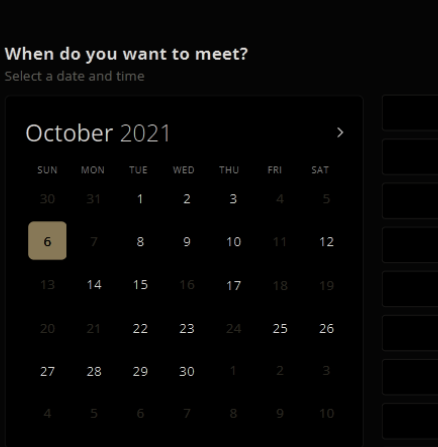 When do you want to meet?
Select a date and time
October 2021 >
SUN MON TUE WED THU FRI SAT
30 31 1 2 3 4 5
6 7 8 9 10 11 12
13 14 15 16 17 18 19
20 21 22 23 24 25 26
27 28 29 30 1 2 3
4 5 6 7 8 9 10